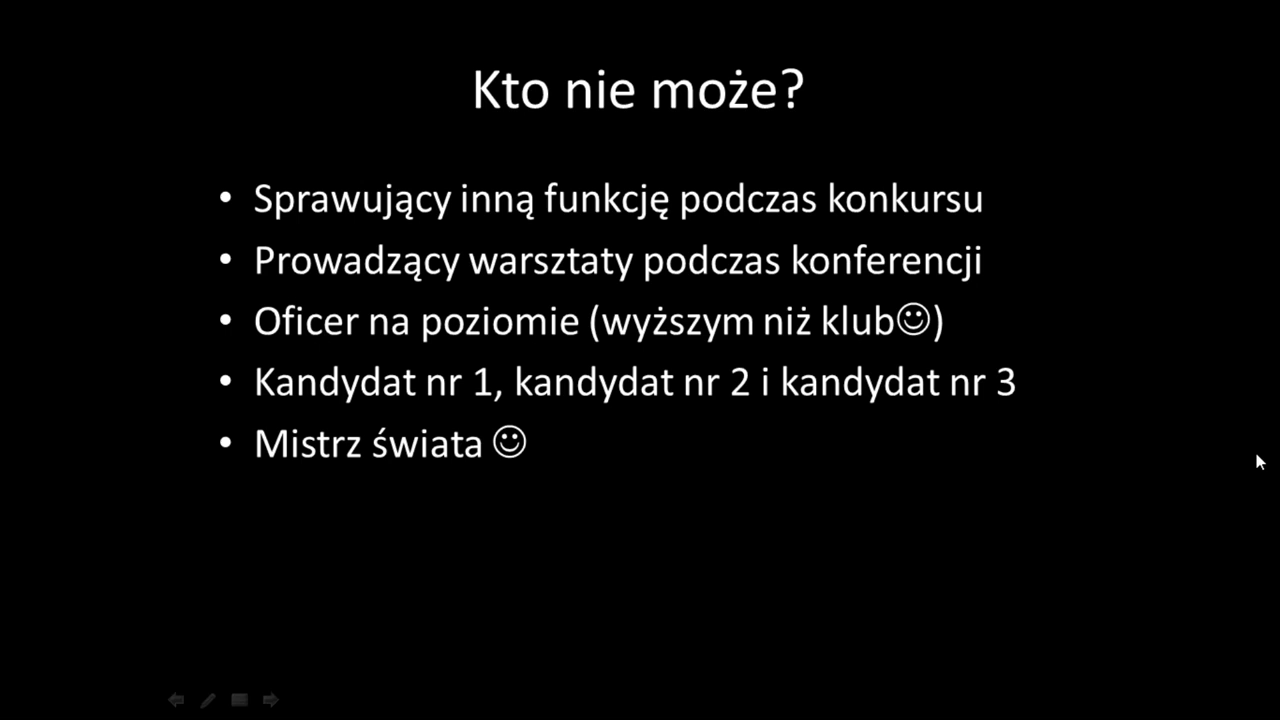 Kto nie może?
• Sprawujący inną funkcję podczas konkursu
• Prowadzący warsztaty podczas konferencji
• Oficer na poziomie (wyższym niż klub☺)
• Kandydat nr 1, kandydat nr 2 i kandydat nr 3
• Mistrz świata ☺